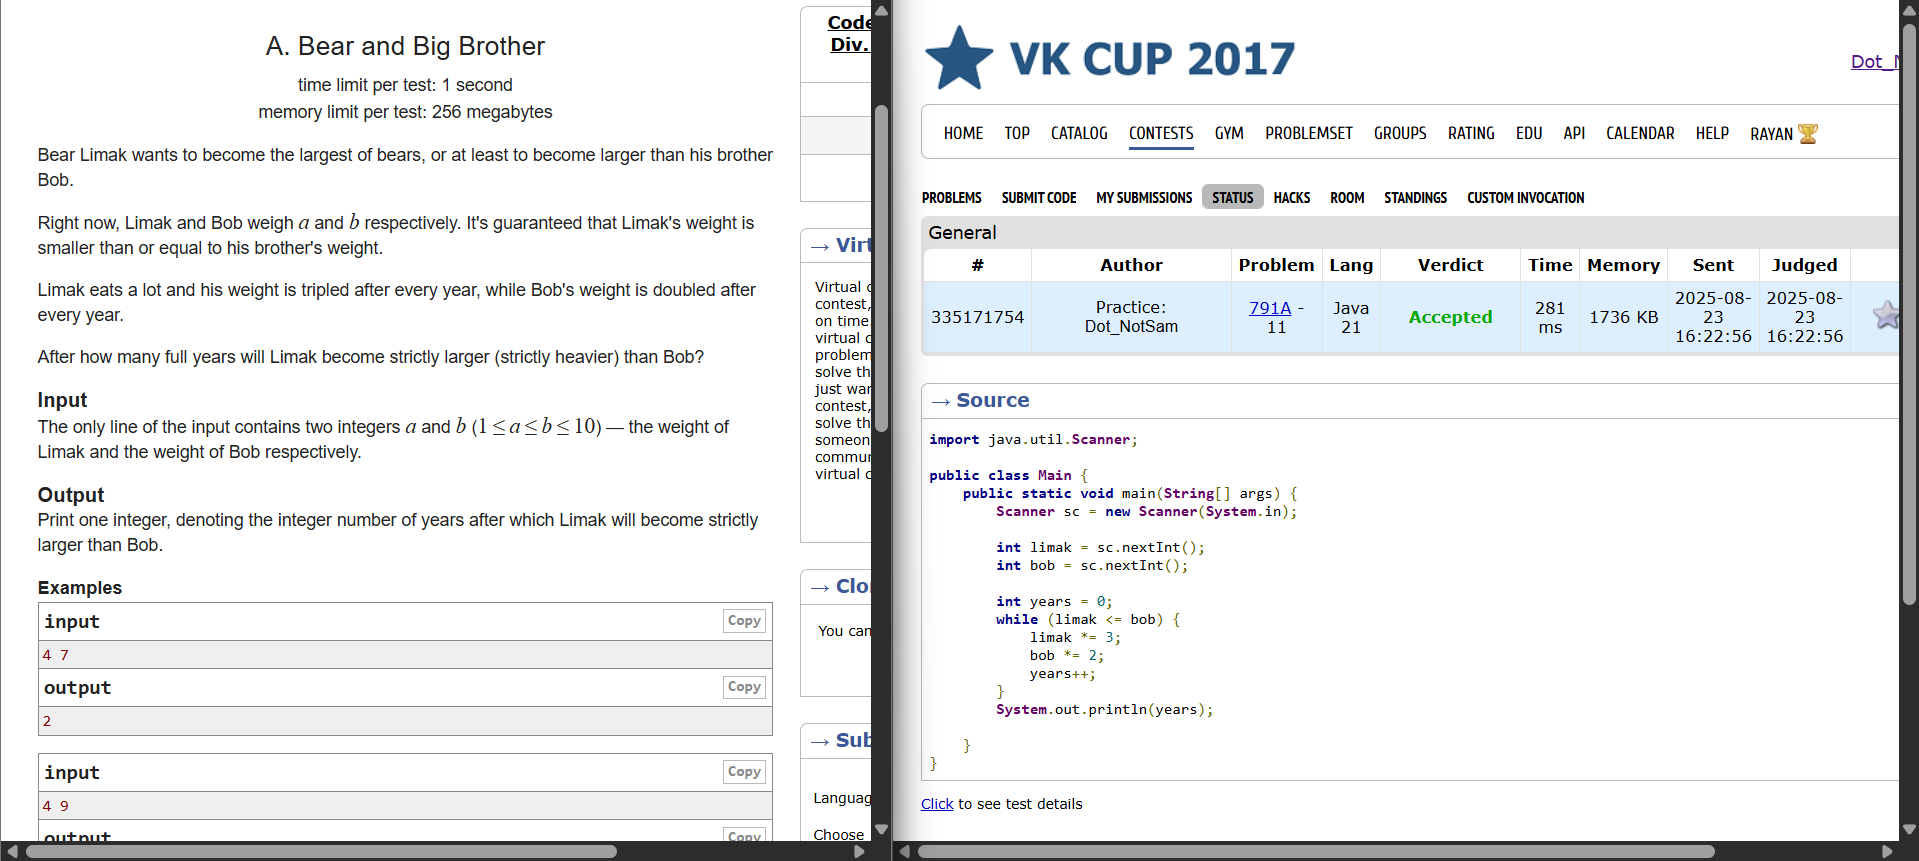 A. Bear and Big Brother
time limit per test: 1 second
memory limit per test: 256 megabytes
Bear Limak wants to become the largest of bears, or at least to become larger than his brother
Bob.
Right now, Limak and Bob weigh a and b respectively. It's guaranteed that Limak's weight is
smaller than or equal to his brother's weight.
Limak eats a lot and his weight is tripled after every year, while Bob's weight is doubled after
every year.
After how many full years will Limak become strictly larger (strictly heavier) than Bob?
Input
The only line of the input contains two integers a and b (1 ≤ a ≤ b ≤ 10) — the weight of
Limak and the weight of Bob respectively.
Output
Print one integer, denoting the integer number of years after which Limak will become strictly
larger than Bob.
Examples
input
Copy
4 7
output
Copy
2
input
Copy
4 9
output
Copy
Code
Div.
→ Virt
Virtual
contest,
on time
virtual
problem
solve th
just wan
contest,
solve th
someon
commun
virtual
→ Clo
You can
→ Sub
Languag
Choose
VK CUP 2017
Dot_N
HOME TOP CATALOG CONTESTS GYM PROBLEMSET GROUPS RATING EDU API CALENDAR HELP RAYAN
PROBLEMS SUBMIT CODE MY SUBMISSIONS STATUS HACKS ROOM STANDINGS CUSTOM INVOCATION
General
# Author Problem Lang Verdict Time Memory Sent Judged
335171754 Practice: Dot_NotSam 791A - 11 Java 21 Accepted 281 ms 1736 KB 2025-08-23 16:22:56 2025-08-23 16:22:56
→ Source
import java.util.Scanner;
public class Main {
public static void main(String[] args) {
Scanner sc = new Scanner(System.in);
int limak = sc.nextInt();
int bob = sc.nextInt();
int years = 0;
while (limak <= bob) {
limak *= 3;
bob *= 2;
years++;
}
System.out.println(years);
}
}
Click to see test details